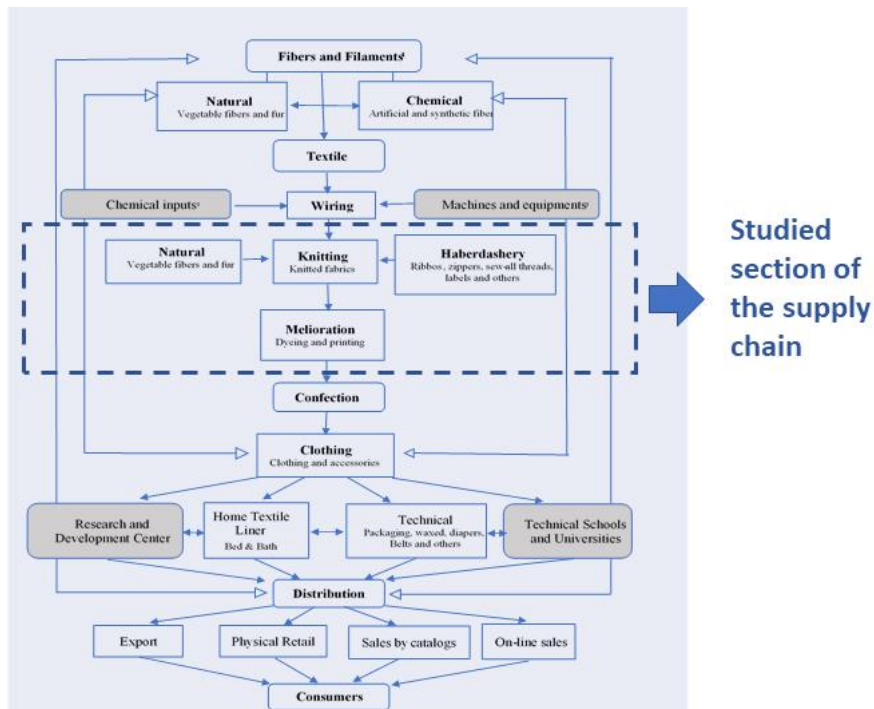 Fibers and Filaments¹
Natural
Vegetable fibers and fur
Chemical
Artificial and synthetic fiber
Textile
Chemical inputs
Wiring
Machines and equipments
Natural
Vegetable fibers and fur
Knitting
Knitted fabrics
Haberdashery
Ribbos, zippers, sew-all threads,
labels and others
Studied
section of
the supply
chain
Melioration
Dyeing and printing
Confection
Clothing
Clothing and accessories
Research and
Development Center
Home Textile
Liner
Bed & Bath
Technical
Packaging, waxed, diapers,
Belts and others
Technical Schools
and Universities
Distribution
Export
Physical Retail
Sales by catalogs
On-line sales
Consumers